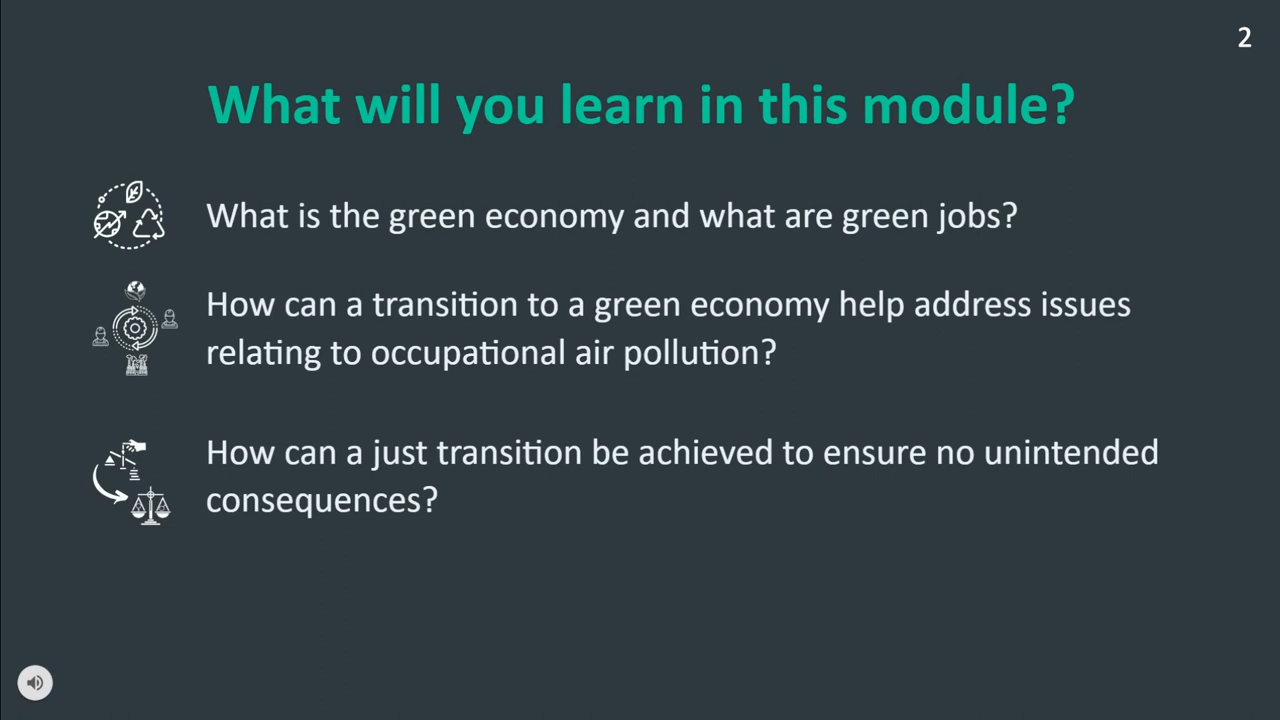 2
What will you learn in this module?
What is the green economy and what are green jobs?
How can a transition to a green economy help address issues
relating to occupational air pollution?
How can a just transition be achieved to ensure no unintended
consequences?